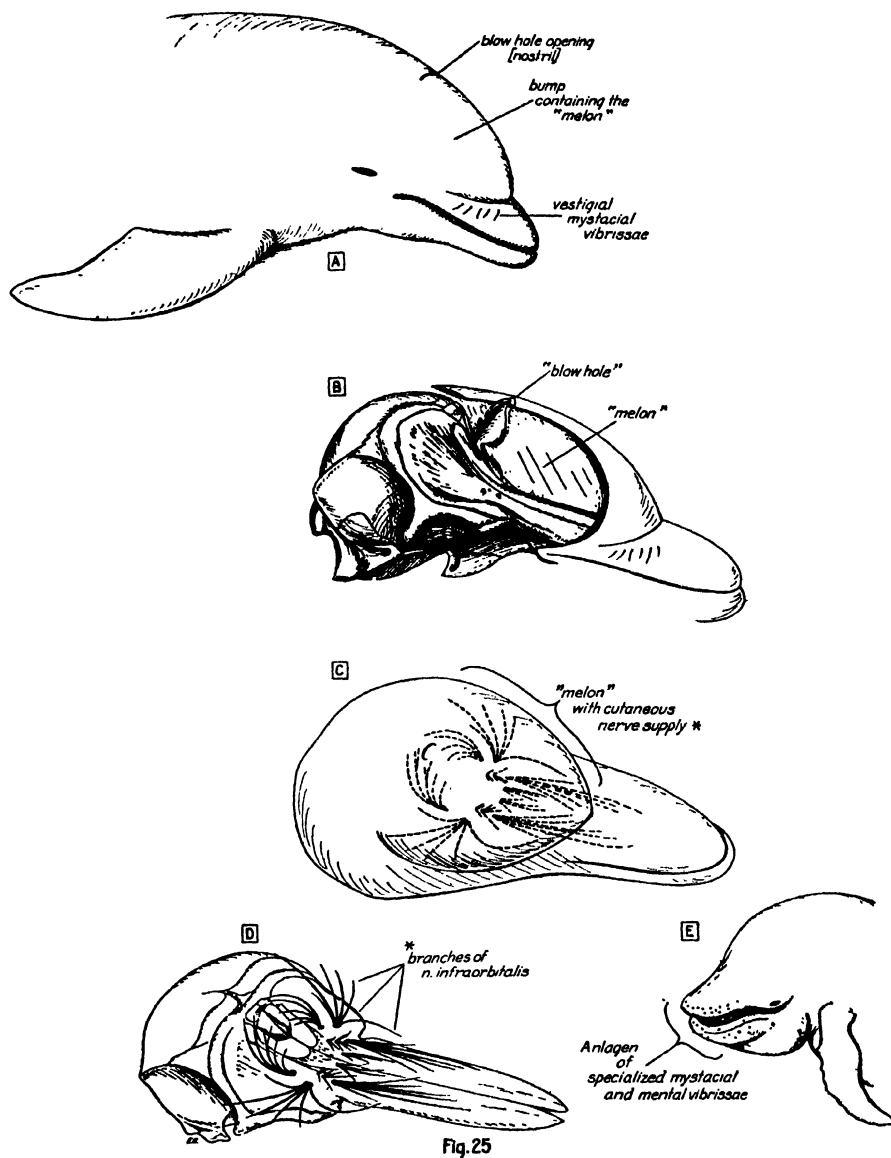 blow hole opening
[nostril]
bump
containing the
"melon"
vestigial
mystacial
vibrissae
A
B
"blow hole"
"melon"
C
"melon"
with cutaneous
nerve supply *
D
*
branches of
n. infraorbitalis
E
Anlagen
of
specialized mystacial
and mental vibrissae
Fig. 25